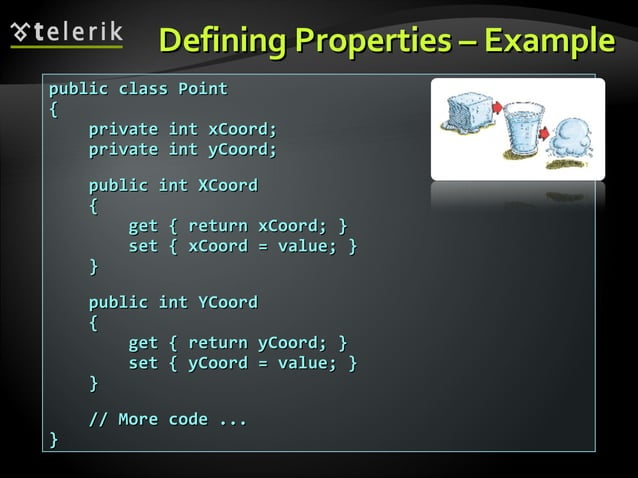 telerik
Defining Properties – Example
public class Point
{
    private int xCoord;
    private int yCoord;

    public int XCoord
    {
        get { return xCoord; }
        set { xCoord = value; }
    }

    public int YCoord
    {
        get { return yCoord; }
        set { yCoord = value; }
    }

    // More code ...
}